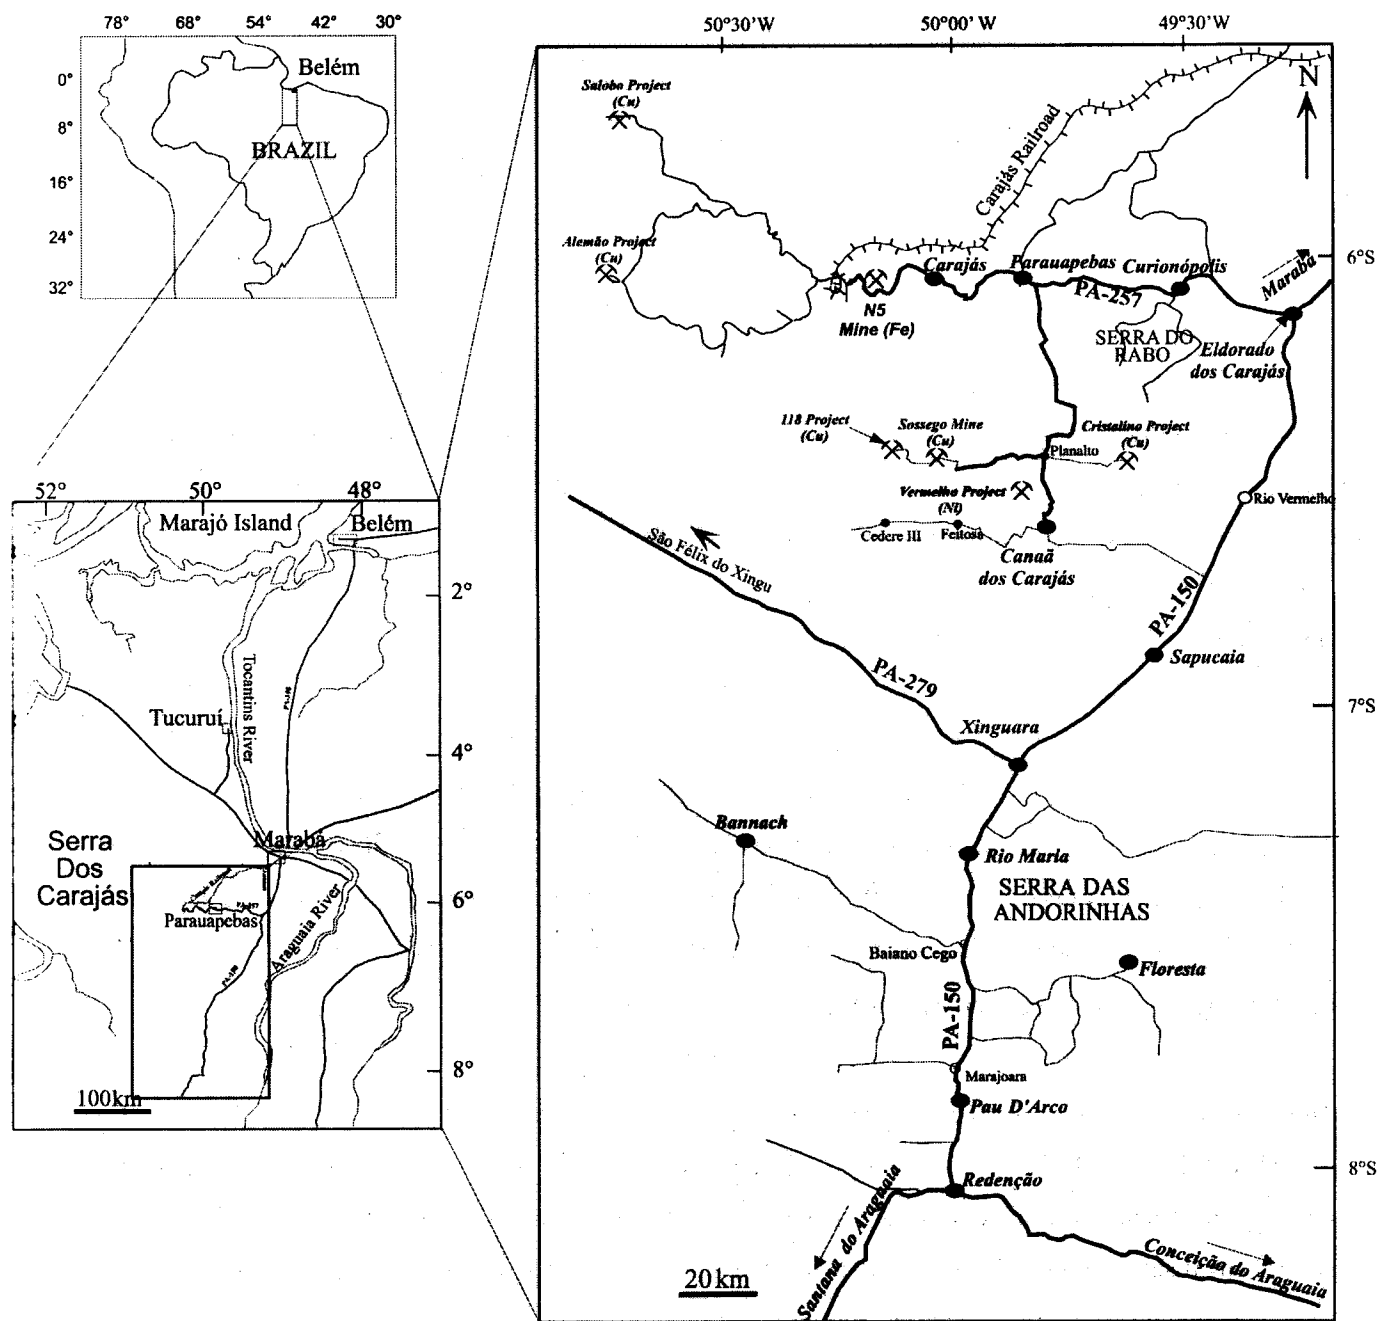 78°
68°
54°
42°
30°
0°
8°
16°
24°
32°
Belém
BRAZIL
52°
50°
48°
Marajó Island
Belém
2°
4°
6°
8°
Tocantins River
Tucuruí
Marabá
Serra
Dos
Carajás
Parauapebas
Araguaia River
100km
50°30'W
50°00' W
49°30'W
N
6°S
7°S
8°S
Salobo Project
(Cu)
Carajás Railroad
Alemão Project
(Cu)
N5
Mine (Fe)
Carajás
Parauapebas
Curionópolis
PA-257
Marabá
SERRA DO
RABO
Eldorado
dos Carajás
118 Project
(Cu)
Sossego Mine
(Cu)
Cristalino Project
(Cu)
Planalto
Vermelho Project
(Ni)
Rio Vermelho
Cedere III
Feitosa
Canaã
dos Carajás
São Félix do Xingu
PA-150
Sapucaia
PA-279
Xinguara
Bannach
Rio Maria
SERRA DAS
ANDORINHAS
Baiano Cego
Floresta
PA-150
Marajoara
Pau D'Arco
Redenção
Santana do Araguaia
Conceição do Araguaia
20 km